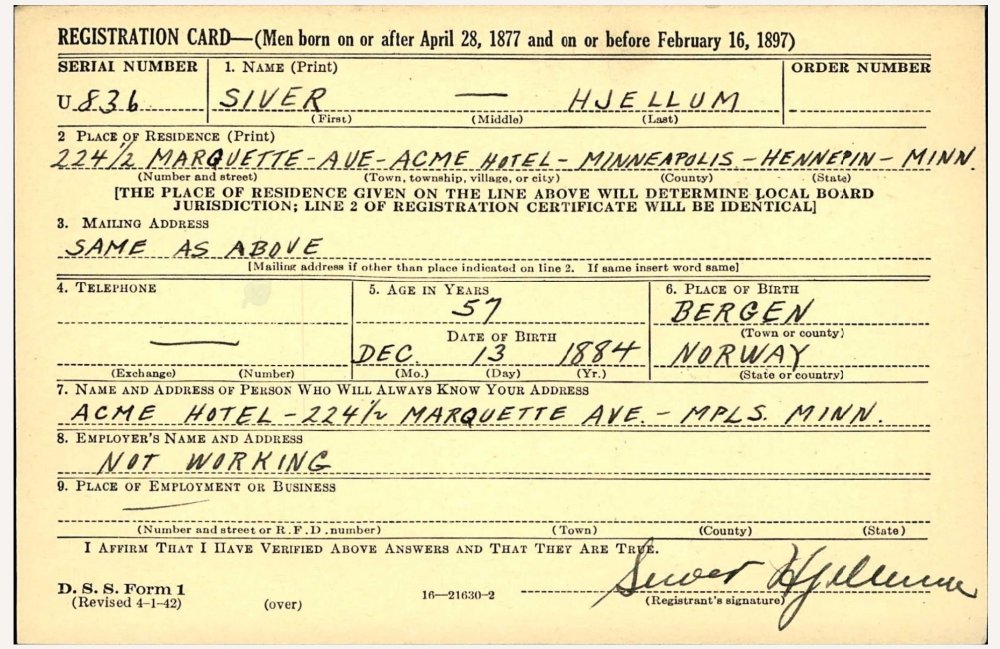 REGISTRATION CARD—(Men born on or after April 28, 1877 and on or before February 16, 1897)
SERIAL NUMBER 1. NAME (Print) ORDER NUMBER
U 836 SIVER — HJELLUM
(First) (Middle) (Last)
2 PLACE OF RESIDENCE (Print)
224 1/2 MARQUETTE-AVE-ACME HOTEL-MINNEAPOLIS-HENNEPIN-MINN
(Number and street) (Town, township, village, or city) (County) (State)
[THE PLACE OF RESIDENCE GIVEN ON THE LINE ABOVE WILL DETERMINE LOCAL BOARD
JURISDICTION; LINE 2 OF REGISTRATION CERTIFICATE WILL BE IDENTICAL]
3. MAILING ADDRESS
SAME AS ABOVE
[Mailing address if other than place indicated on line 2. If same insert word same]
4. TELEPHONE 5. AGE IN YEARS 6. PLACE OF BIRTH
57 BERGEN
DATE OF BIRTH (Town or county)
— DEC. 13 1884 NORWAY
(Exchange) (Number) (Mo.) (Day) (Yr.) (State or country)
7. NAME AND ADDRESS OF PERSON WHO WILL ALWAYS KNOW YOUR ADDRESS
ACME HOTEL-224 1/2 MARQUETTE AVE.-MPLS. MINN.
8. EMPLOYER'S NAME AND ADDRESS
NOT WORKING
9. PLACE OF EMPLOYMENT OR BUSINESS
—
(Number and street or R.F.D. number) (Town) (County) (State)
I AFFIRM THAT I HAVE VERIFIED ABOVE ANSWERS AND THAT THEY ARE TRUE.
Siver Hjellum
D. S. S. Form 1
(Revised 4-1-42) (over) 16—21630-2 (Registrant's signature)